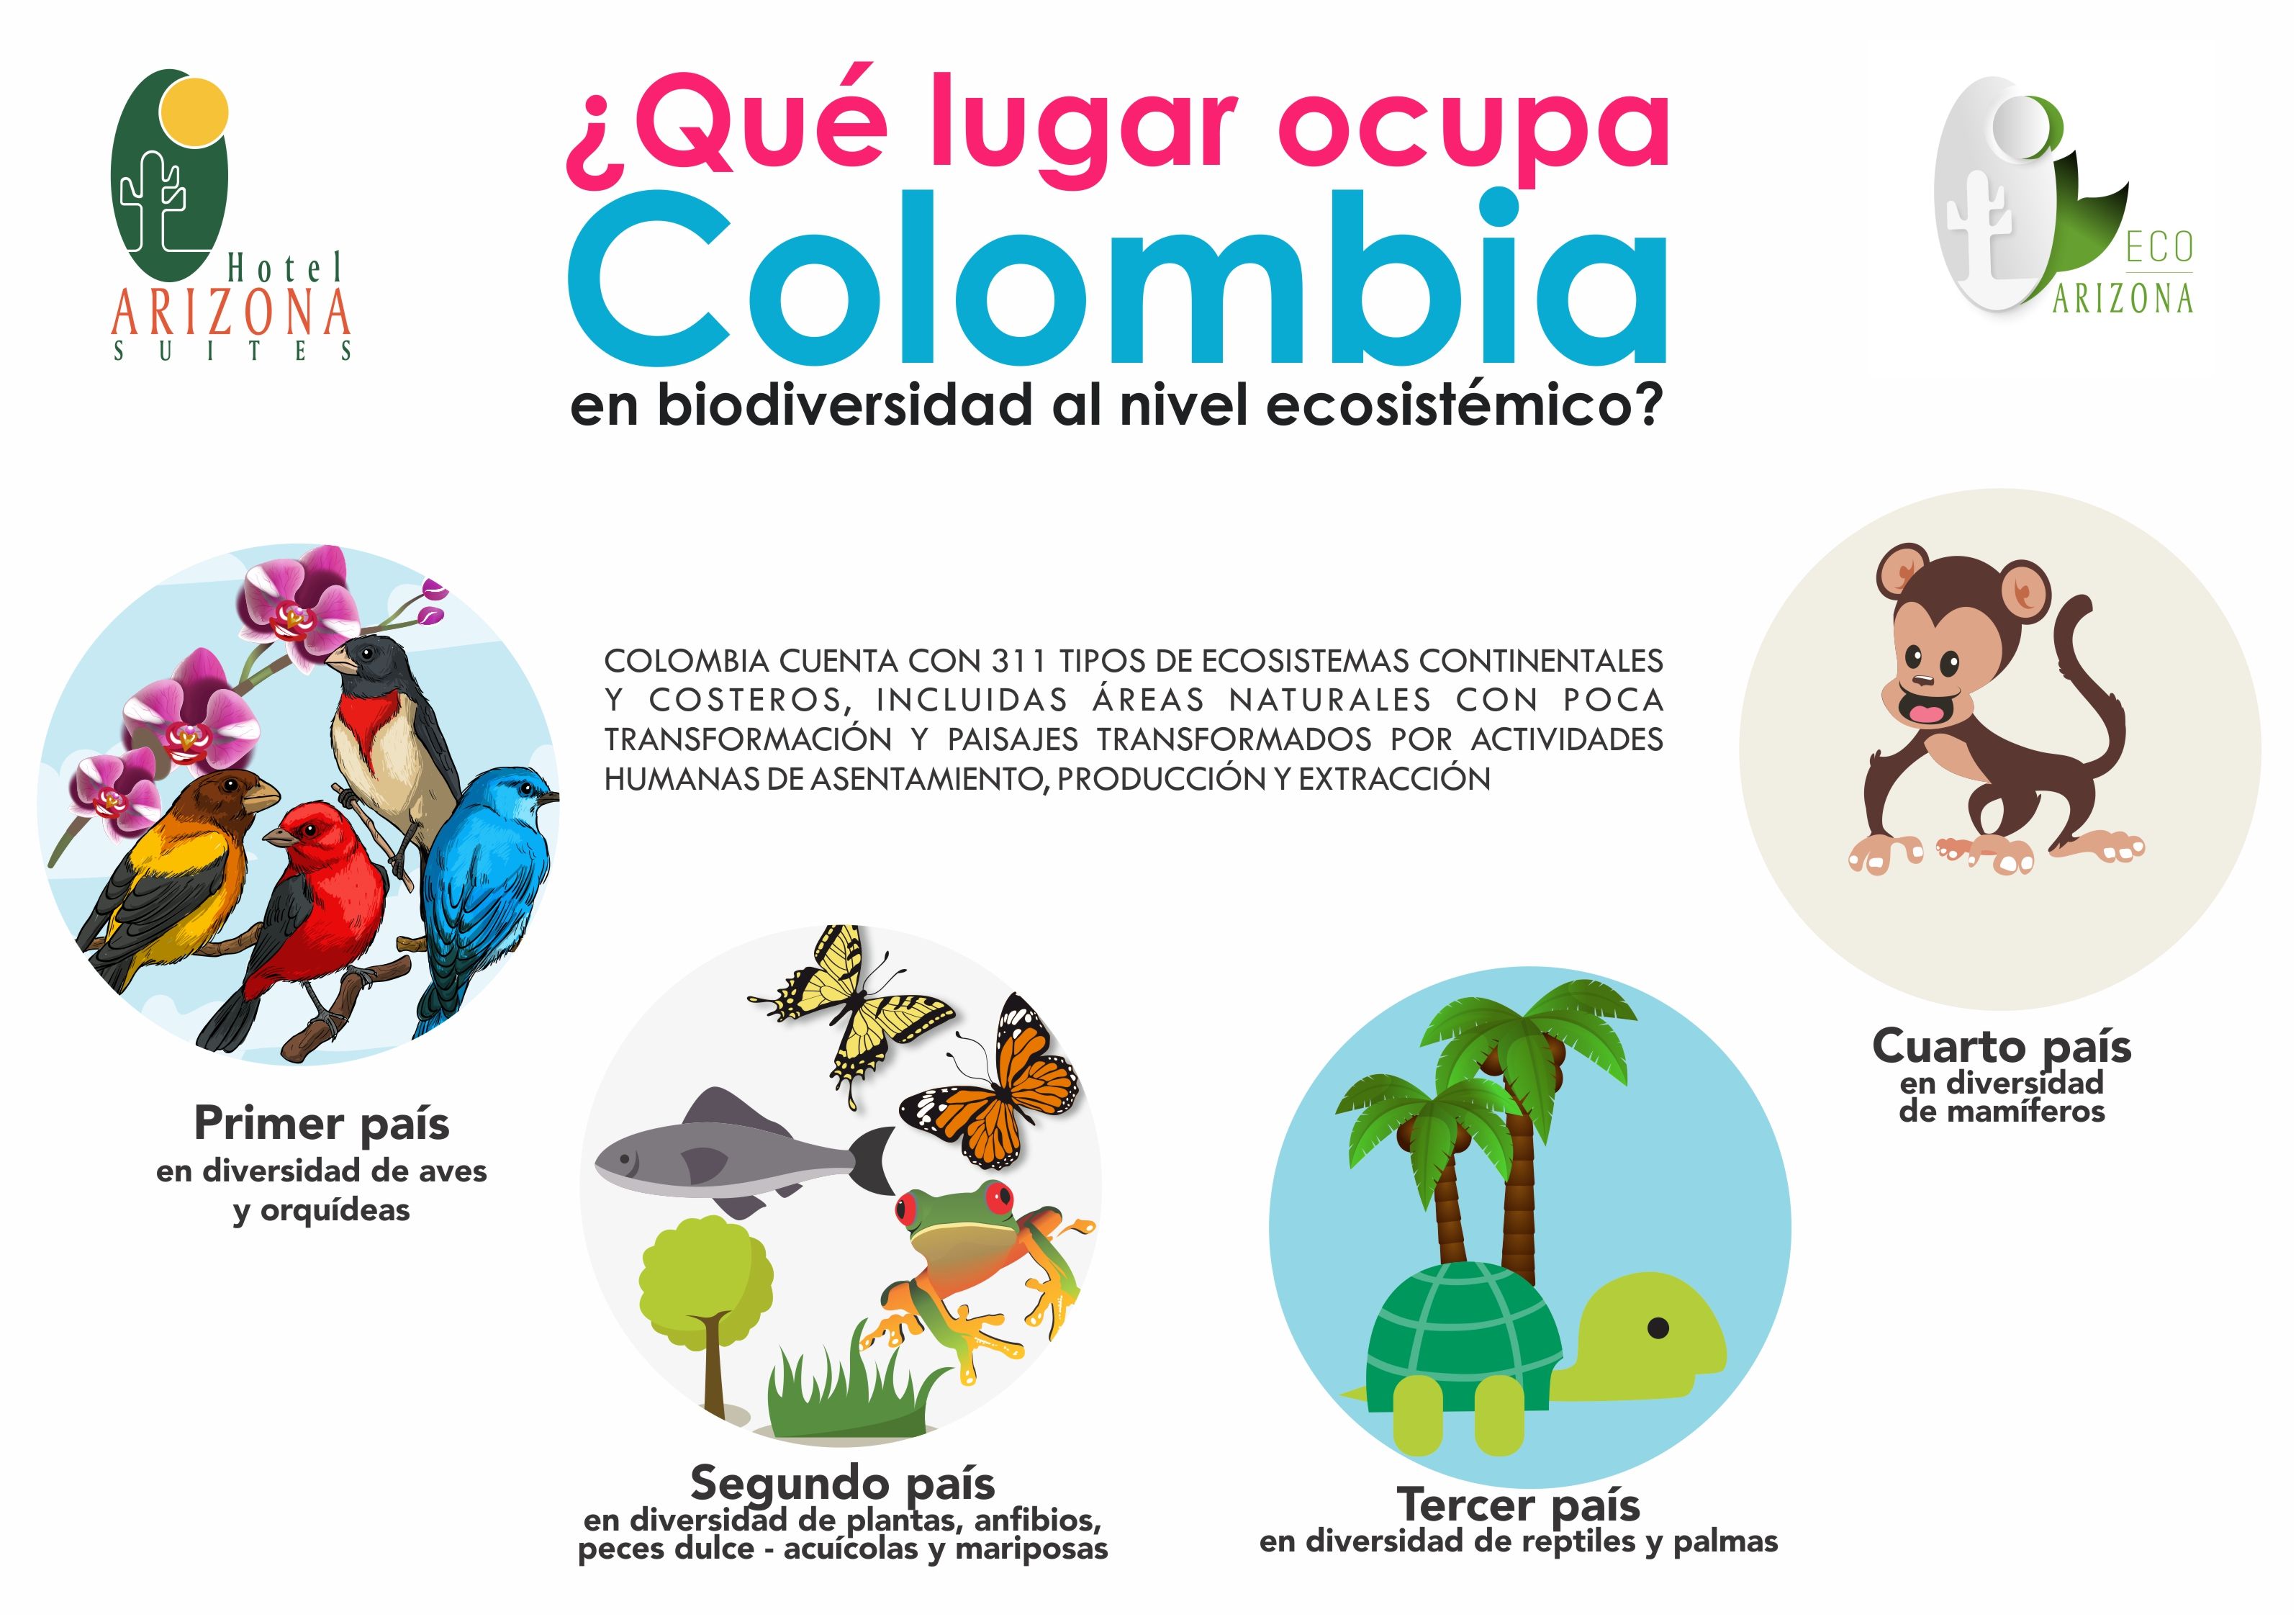 Hotel
ARIZONA
SUITES
¿Qué lugar ocupa
Colombia
en biodiversidad al nivel ecosistémico?
ECO
ARIZONA
COLOMBIA CUENTA CON 311 TIPOS DE ECOSISTEMAS CONTINENTALES
Y COSTEROS, INCLUIDAS ÁREAS NATURALES CON POCA
TRANSFORMACIÓN Y PAISAJES TRANSFORMADOS POR ACTIVIDADES
HUMANAS DE ASENTAMIENTO, PRODUCCIÓN Y EXTRACCIÓN
Primer país
en diversidad de aves
y orquídeas
Segundo país
en diversidad de plantas, anfibios,
peces dulce - acuícolas y mariposas
Tercer país
en diversidad de reptiles y palmas
Cuarto país
en diversidad
de mamíferos